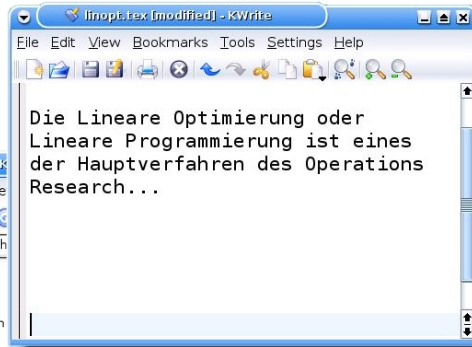 linopt.tex [modified] - KWrite
File Edit View Bookmarks Tools Settings Help
Die Lineare Optimierung oder
Lineare Programmierung ist eines
der Hauptverfahren des Operations
Research...